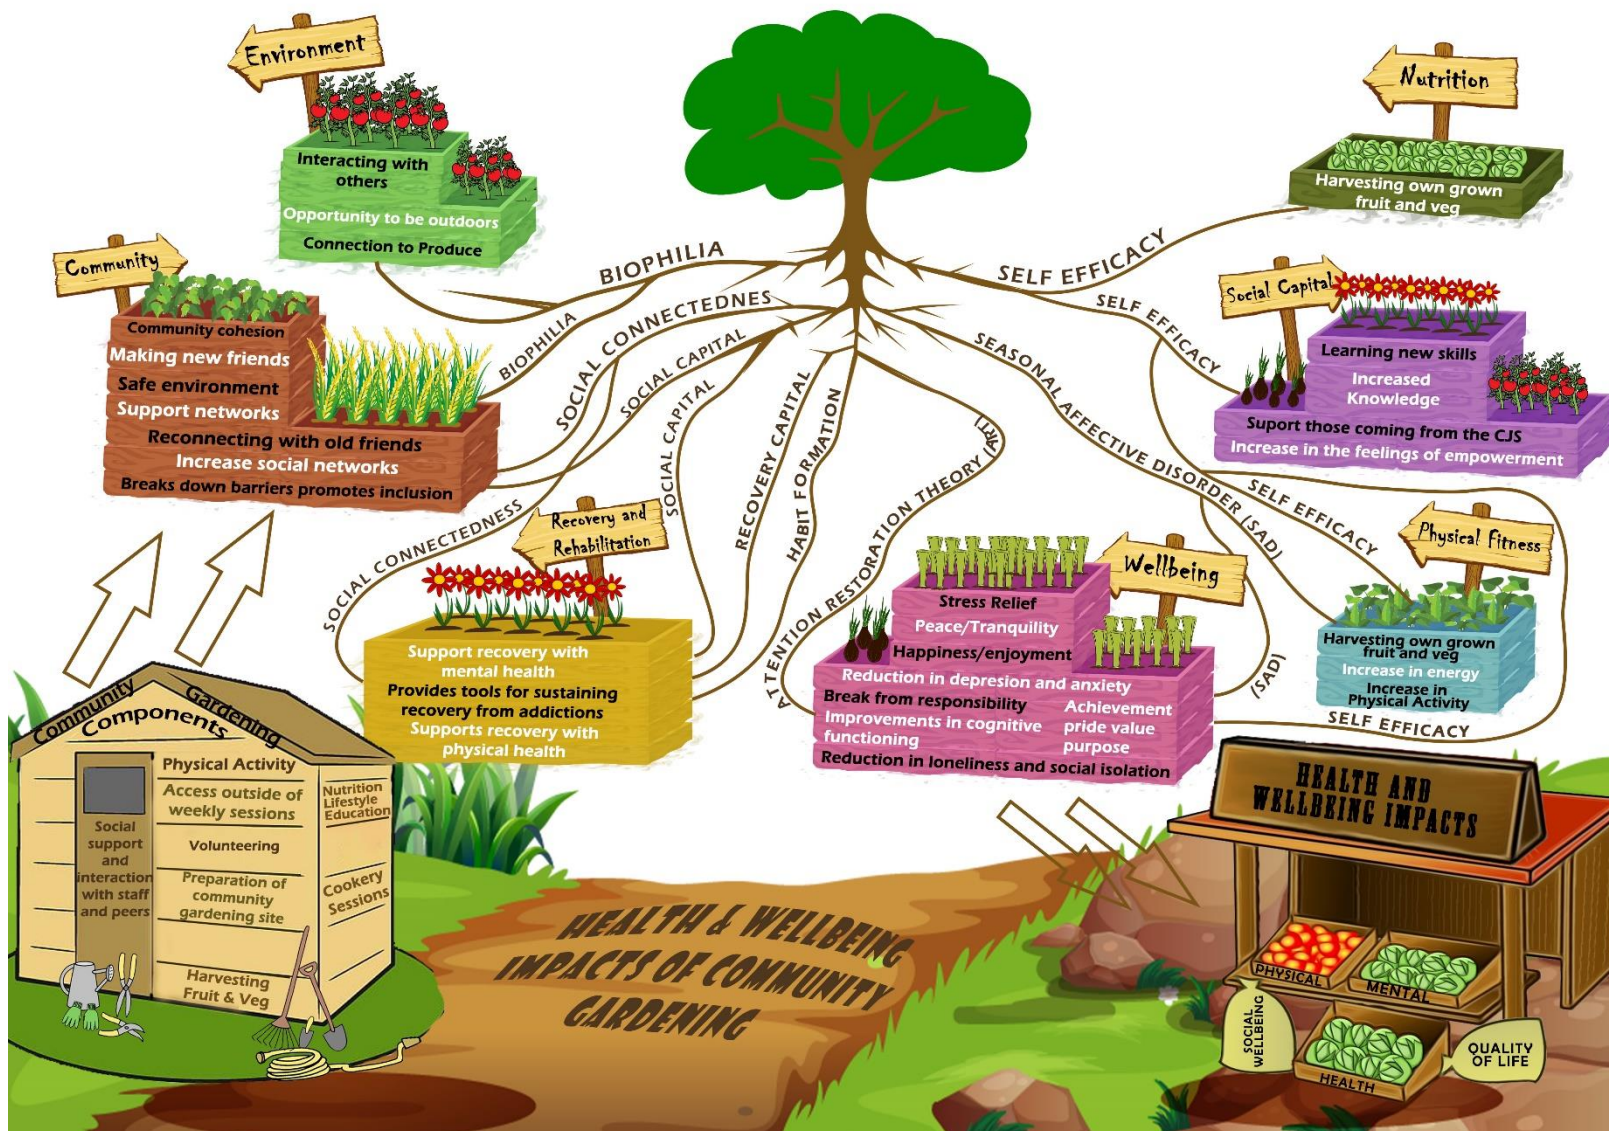 Environment
Interacting with
others
Opportunity to be outdoors
Connection to Produce
Nutrition
Harvesting own grown
fruit and veg
Community
Community cohesion
Making new friends
Safe environment
Support networks
Reconnecting with old friends
Increase social networks
Breaks down barriers promotes inclusion
Social Capital
Learning new skills
Increased
Knowledge
Suport those coming from the CJS
Increase in the feelings of empowerment
BIOPHILIA
BIOPHILIA
SOCIAL CONNECTEDNES
SOCIAL CAPITAL
SOCIAL CONNECTEDNESS
SOCIAL CAPITAL
RECOVERY CAPITAL
HABIT FORMATION
ATTENTION RESTORATION THEORY (ART)
SEASONAL AFFECTIVE DISORDER (SAD)
(SAD)
SELF EFFICACY
SELF EFFICACY
SELF EFFICACY
SELF EFFICACY
Recovery and
Rehabilitation
Support recovery with
mental health
Provides tools for sustaining
recovery from addictions
Supports recovery with
physical health
Wellbeing
Stress Relief
Peace/Tranquility
Happiness/enjoyment
Reduction in depresion and anxiety
Break from responsibility
Improvements in cognitive
functioning
Achievement
pride value
purpose
Reduction in loneliness and social isolation
Physical Fitness
Harvesting own grown
fruit and veg
Increase in energy
Increase in
Physical Activity
Community Gardening
Components
Physical Activity
Access outside of
weekly sessions
Volunteering
Preparation of
community
gardening site
Harvesting
Fruit & Veg
Social
support
and
interaction
with staff
and peers
Nutrition
Lifestyle
Education
Cookery
Sessions
HEALTH & WELLBEING
IMPACTS OF COMMUNITY
GARDENING
HEALTH AND
WELLBEING IMPACTS
PHYSICAL
MENTAL
SOCIAL
WELLBEING
HEALTH
QUALITY
OF LIFE